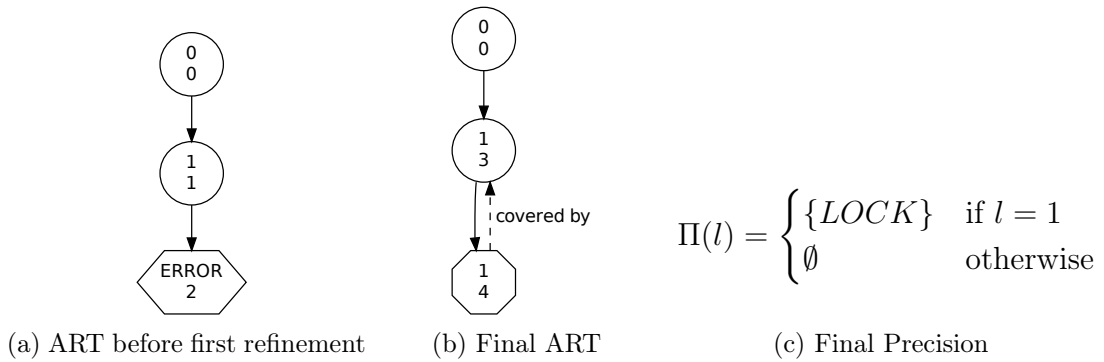 0
0
1
1
ERROR
2
(a) ART before first refinement
0
0
1
3
covered by
1
4
(b) Final ART
Π(l) = { {LOCK} if l = 1
∅ otherwise
(c) Final Precision